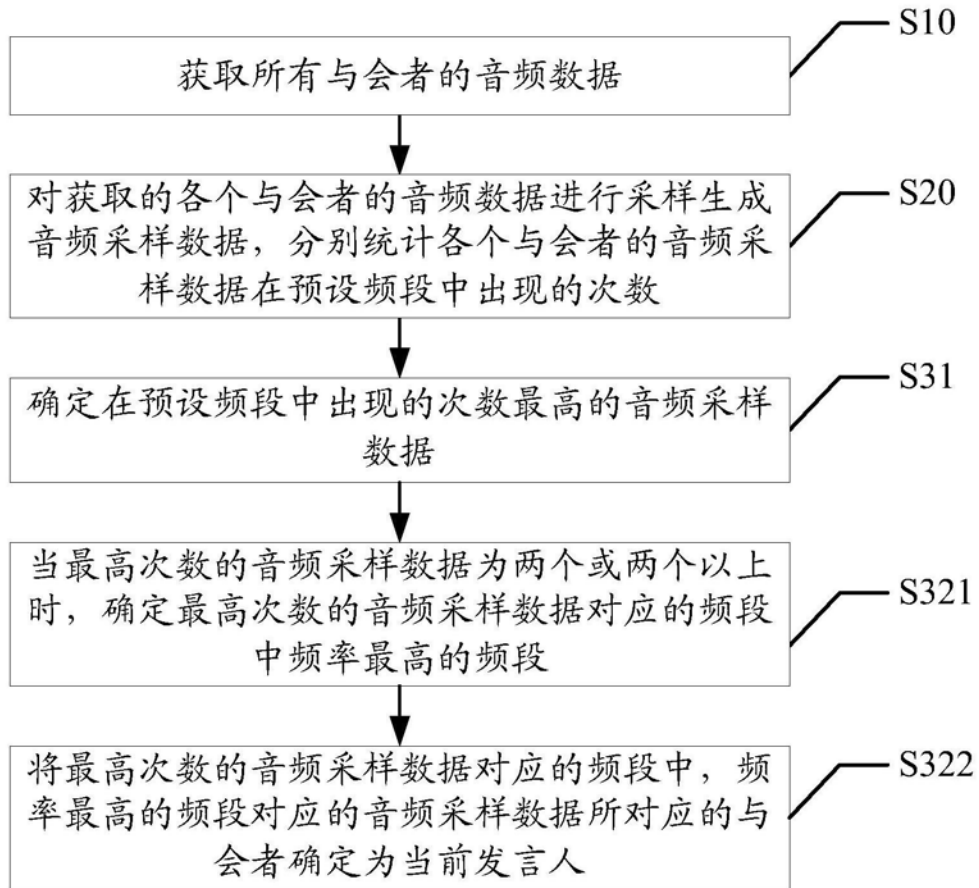 S10
获取所有与会者的音频数据
S20
对获取的各个与会者的音频数据进行采样生成
音频采样数据，分别统计各个与会者的音频采
样数据在预设频段中出现的次数
S31
确定在预设频段中出现的次数最高的音频采样
数据
S321
当最高次数的音频采样数据为两个或两个以上
时，确定最高次数的音频采样数据对应的频段
中频率最高的频段
S322
将最高次数的音频采样数据对应的频段中，频
率最高的频段对应的音频采样数据所对应的与
会者确定为当前发言人